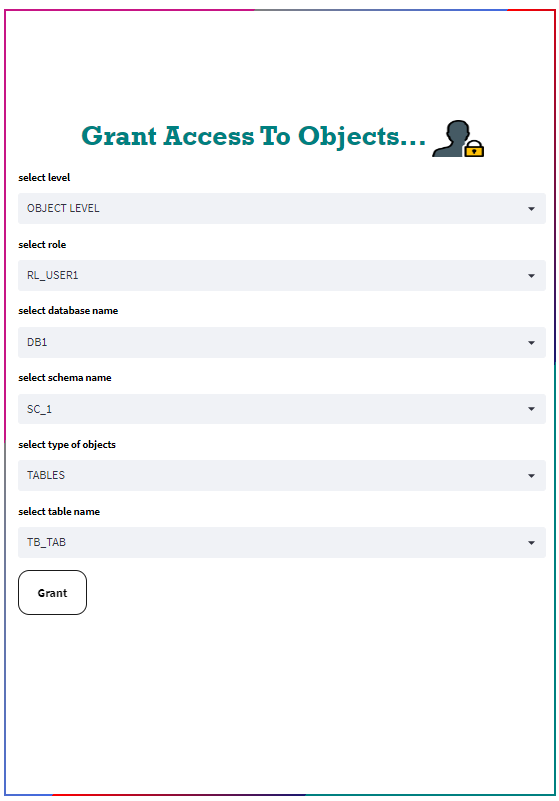 Grant Access To Objects...
select level
OBJECT LEVEL
select role
RL_USER1
select database name
DB1
select schema name
SC_1
select type of objects
TABLES
select table name
TB_TAB
Grant